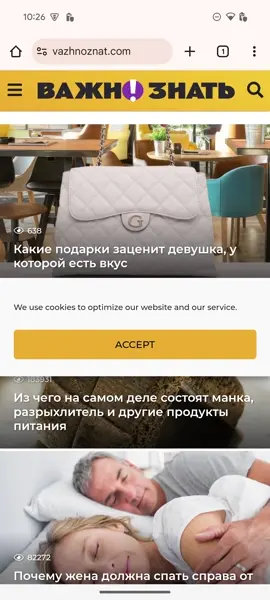 10:26
vazhnoznat.com
1
ВАЖНО!ЗНАТЬ
G
638
Какие подарки заценит девушка, у
которой есть вкус
We use cookies to optimize our website and our service.
ACCEPT
103931
Из чего на самом деле состоят манка,
разрыхлитель и другие продукты
питания
82272
Почему жена должна спать справа от